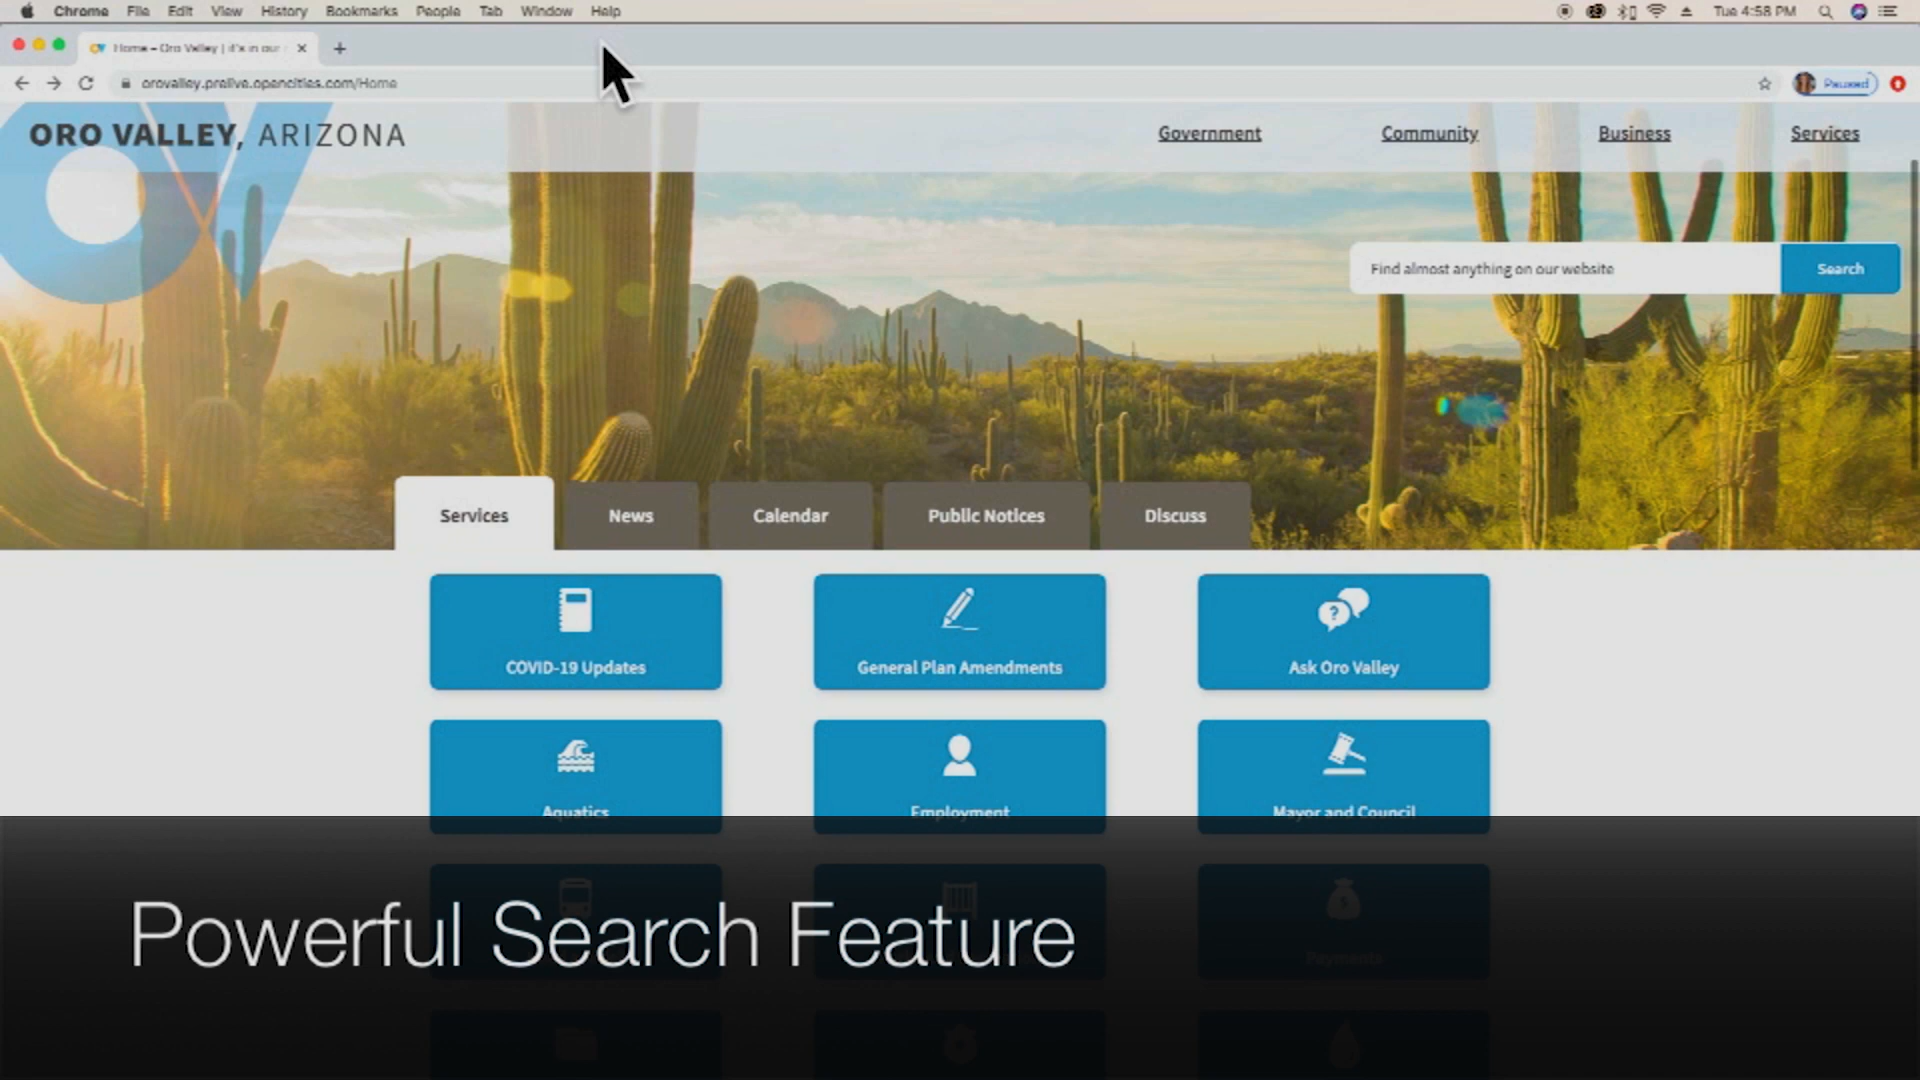 Chrome File Edit View History Bookmarks People Tab Window Help
Tue 4:58 PM
Home – Oro Valley | it's in our
orovalley.prelive.opencities.com/Home
Paused
ORO VALLEY, ARIZONA
Government Community Business Services
Find almost anything on our website
Search
Services News Calendar Public Notices Discuss
COVID-19 Updates General Plan Amendments Ask Oro Valley
Aquatics Employment Mayor and Council
Payments
Powerful Search Feature